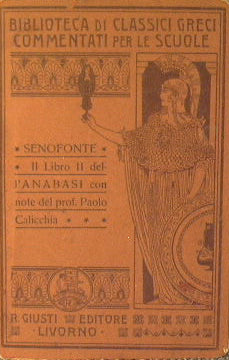 BIBLIOTECA DI CLASSICI GRECI
COMMENTATI PER LE SCUOLE
SENOFONTE
Il Libro II del-
l'ANABASI con
note del prof. Paolo
Calicchia
R. GIUSTI EDITORE
LIVORNO